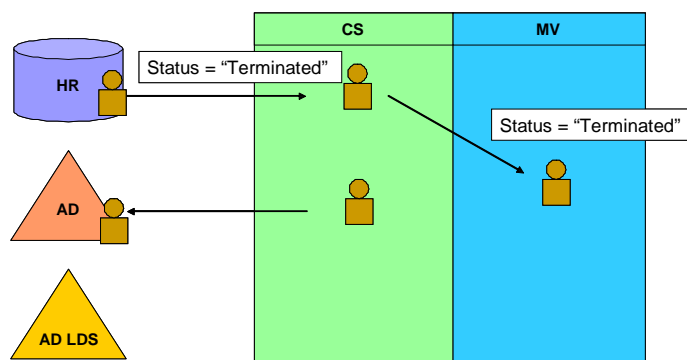 CS
MV
Status = “Terminated”
HR
Status = “Terminated”
AD
AD LDS